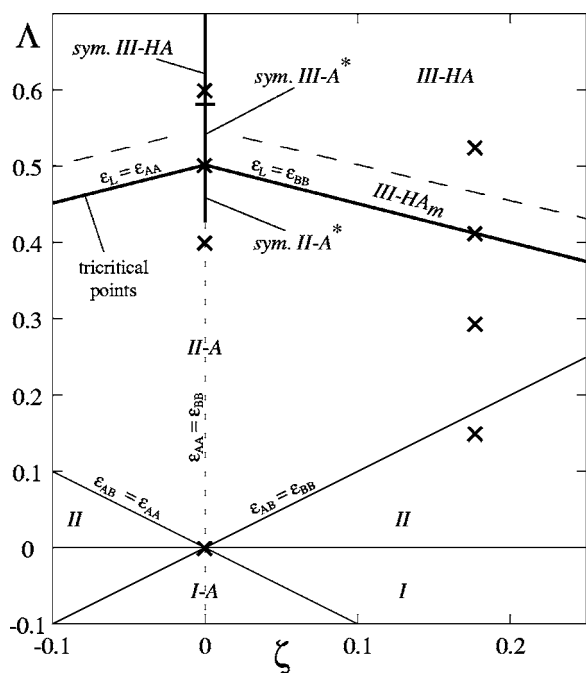 Λ
sym. III-HA
III-HA
0.6
sym. III-A*
ε_L = ε_AA
ε_L = ε_BB
0.5
III-HA_m
sym. II-A*
0.4
tricritical
points
0.3
II-A
0.2
ε_AA = ε_BB
0.1
ε_AB = ε_AA
ε_AB = ε_BB
II
II
0
I-A
I
-0.1
-0.1
0
0.1
0.2
ζ